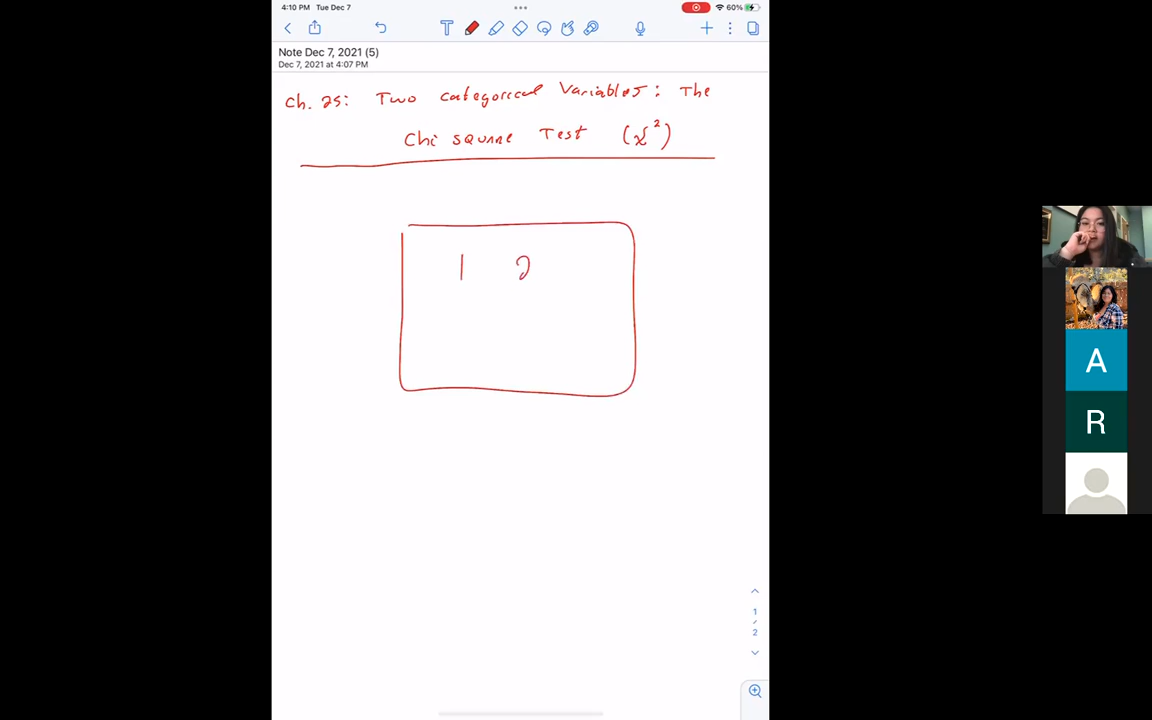 4:10 PM Tue Dec 7
60%
Note Dec 7, 2021 (5)
Dec 7, 2021 at 4:07 PM
Ch. 25: Two categorical Variables: The
Chi square Test (χ²)
1 2
1
/
2
A
R